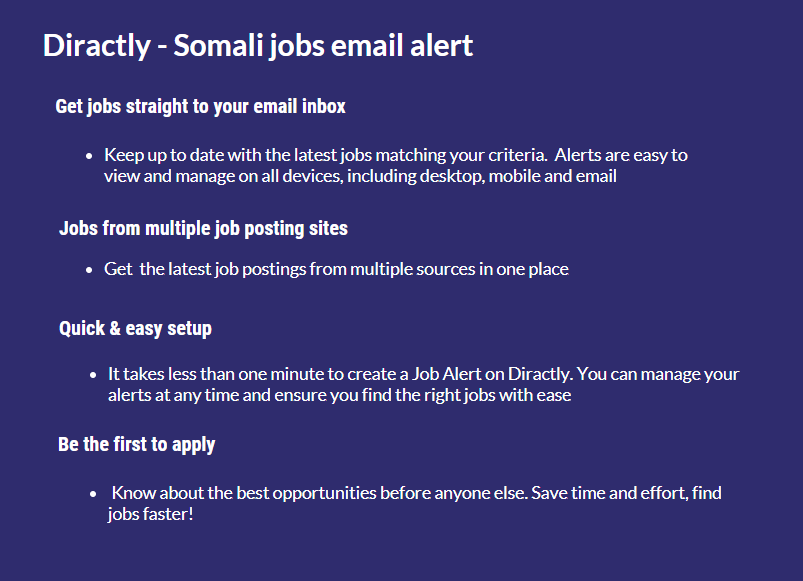 Diractly - Somali jobs email alert
Get jobs straight to your email inbox
• Keep up to date with the latest jobs matching your criteria.  Alerts are easy to
view and manage on all devices, including desktop, mobile and email
Jobs from multiple job posting sites
• Get  the latest job postings from multiple sources in one place
Quick & easy setup
• It takes less than one minute to create a Job Alert on Diractly. You can manage your
alerts at any time and ensure you find the right jobs with ease
Be the first to apply
• Know about the best opportunities before anyone else. Save time and effort, find
jobs faster!